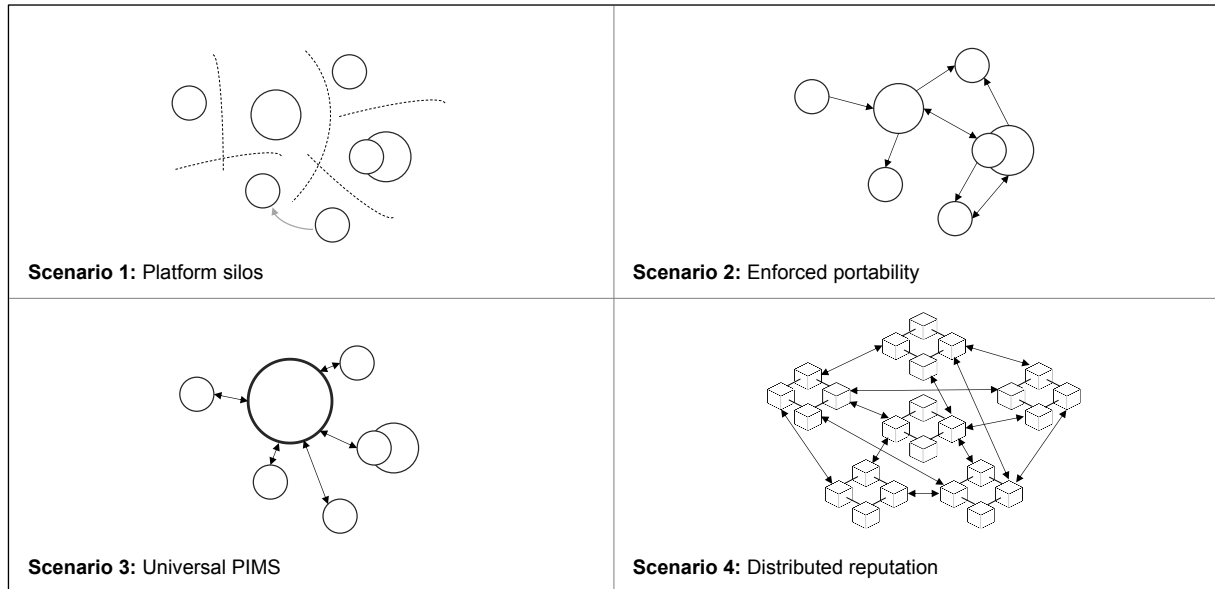 Scenario 1: Platform silos
Scenario 2: Enforced portability
Scenario 3: Universal PIMS
Scenario 4: Distributed reputation